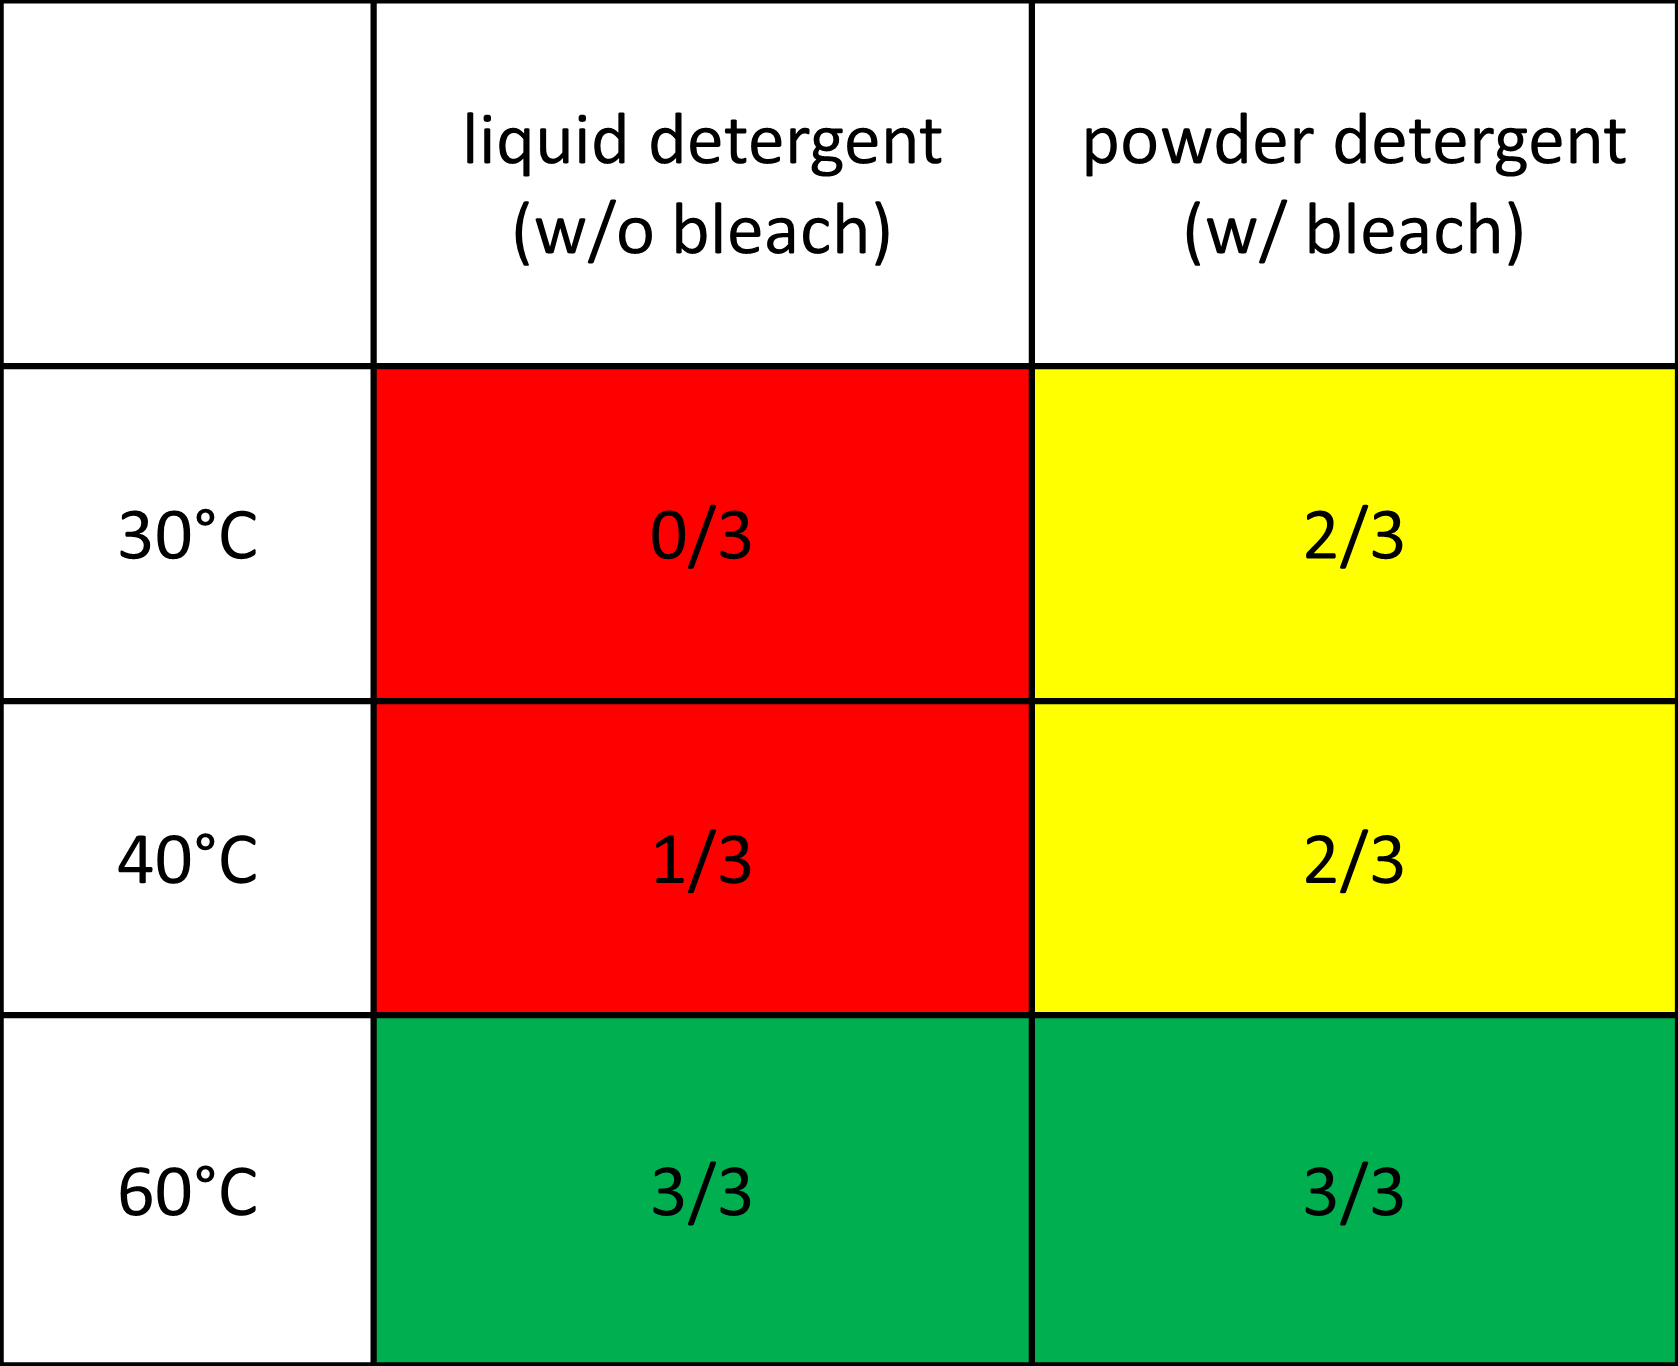 liquid detergent
(w/o bleach)
powder detergent
(w/ bleach)
30°C
0/3
2/3
40°C
1/3
2/3
60°C
3/3
3/3